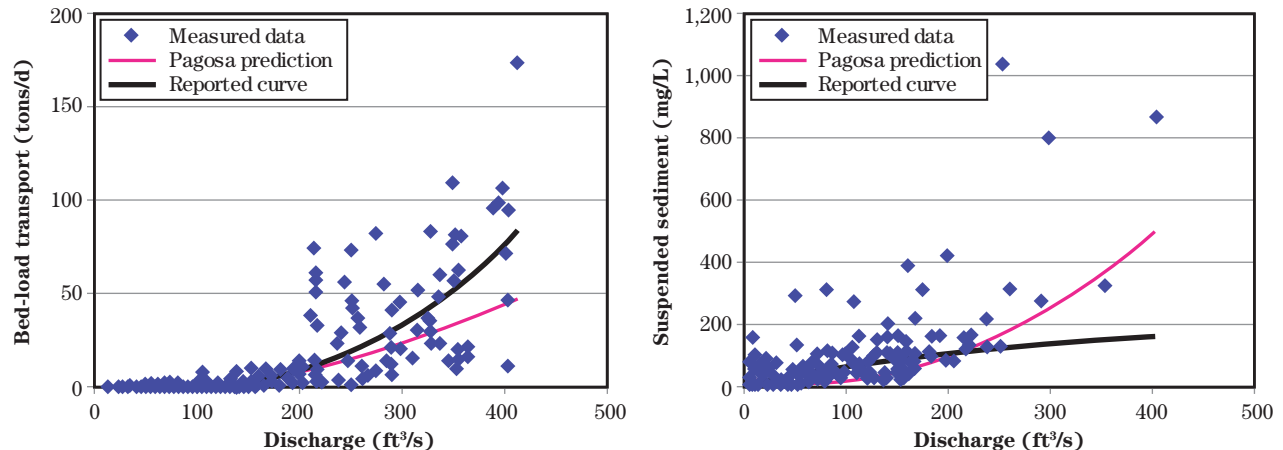 Bed-load transport (tons/d)
200
150
100
50
0
Measured data
Pagosa prediction
Reported curve
0 100 200 300 400 500
Discharge (ft³/s)
Suspended sediment (mg/L)
1,200
1,000
800
600
400
200
0
Measured data
Pagosa prediction
Reported curve
0 100 200 300 400 500
Discharge (ft³/s)